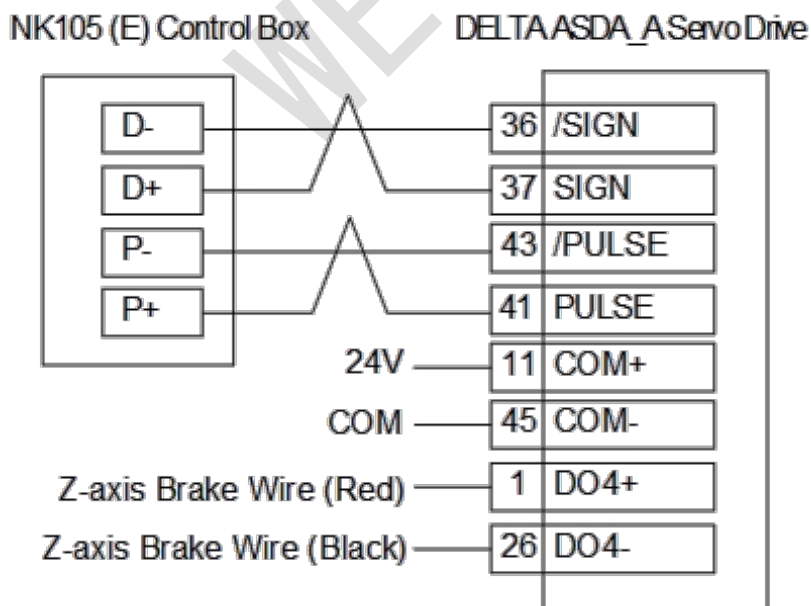 NK105 (E) Control Box DELTA ASDA_A Servo Drive
D- 36 /SIGN
D+ 37 SIGN
P- 43 /PULSE
P+ 41 PULSE
24V 11 COM+
COM 45 COM-
Z-axis Brake Wire (Red) 1 DO4+
Z-axis Brake Wire (Black) 26 DO4-
WE